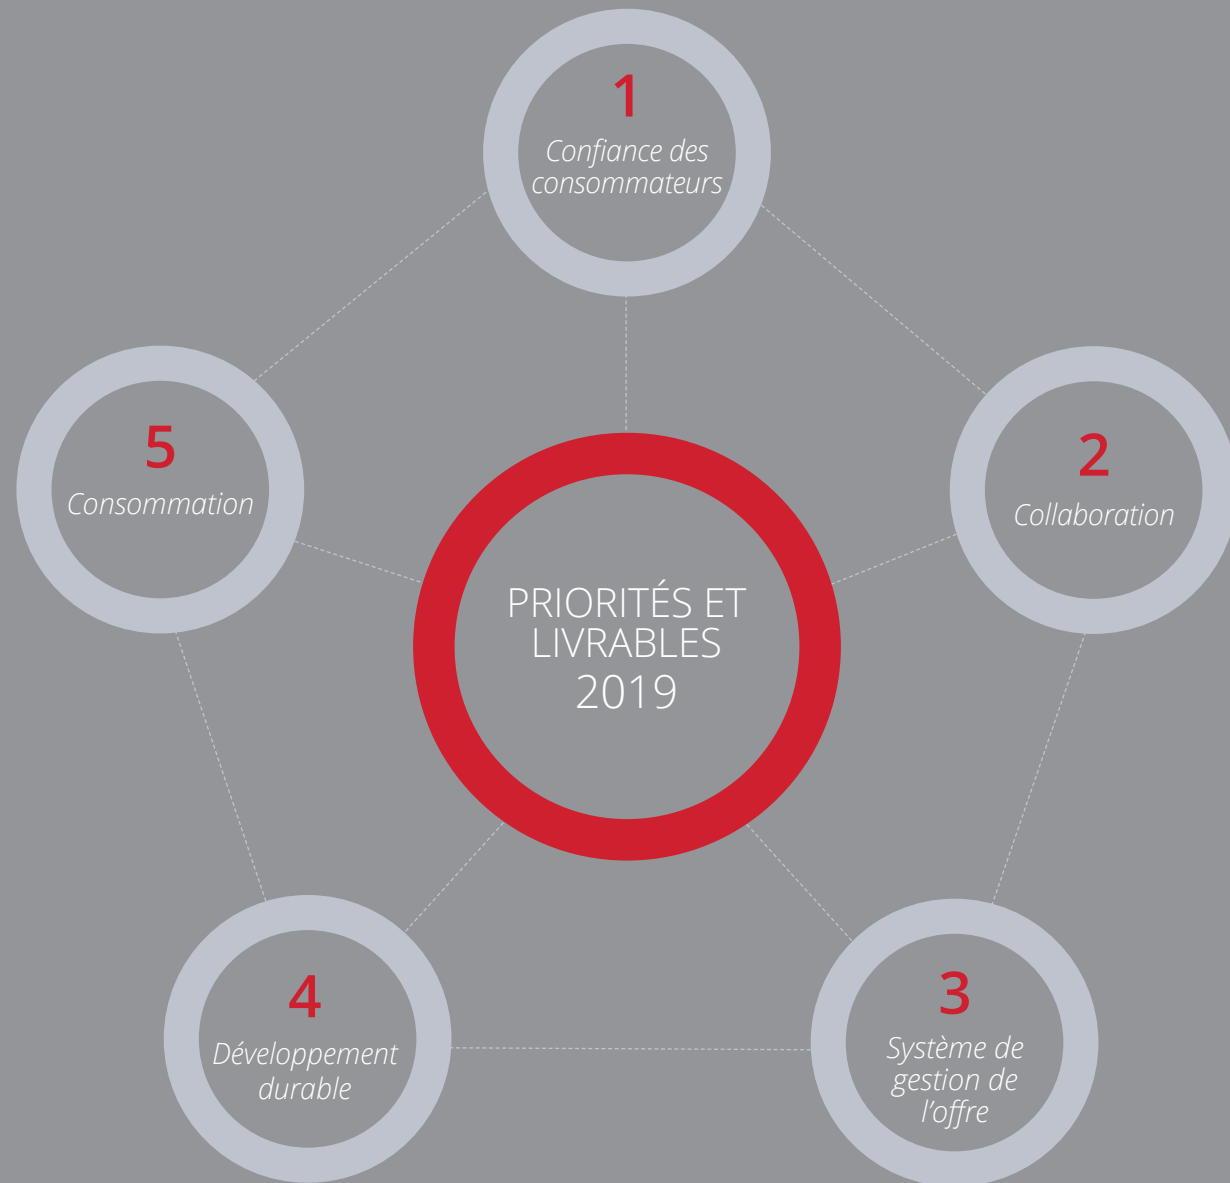 1
Confiance des
consommateurs
5
Consommation
2
Collaboration
PRIORITÉS ET
LIVRABLES
2019
4
Développement
durable
3
Système de
gestion de
l’offre